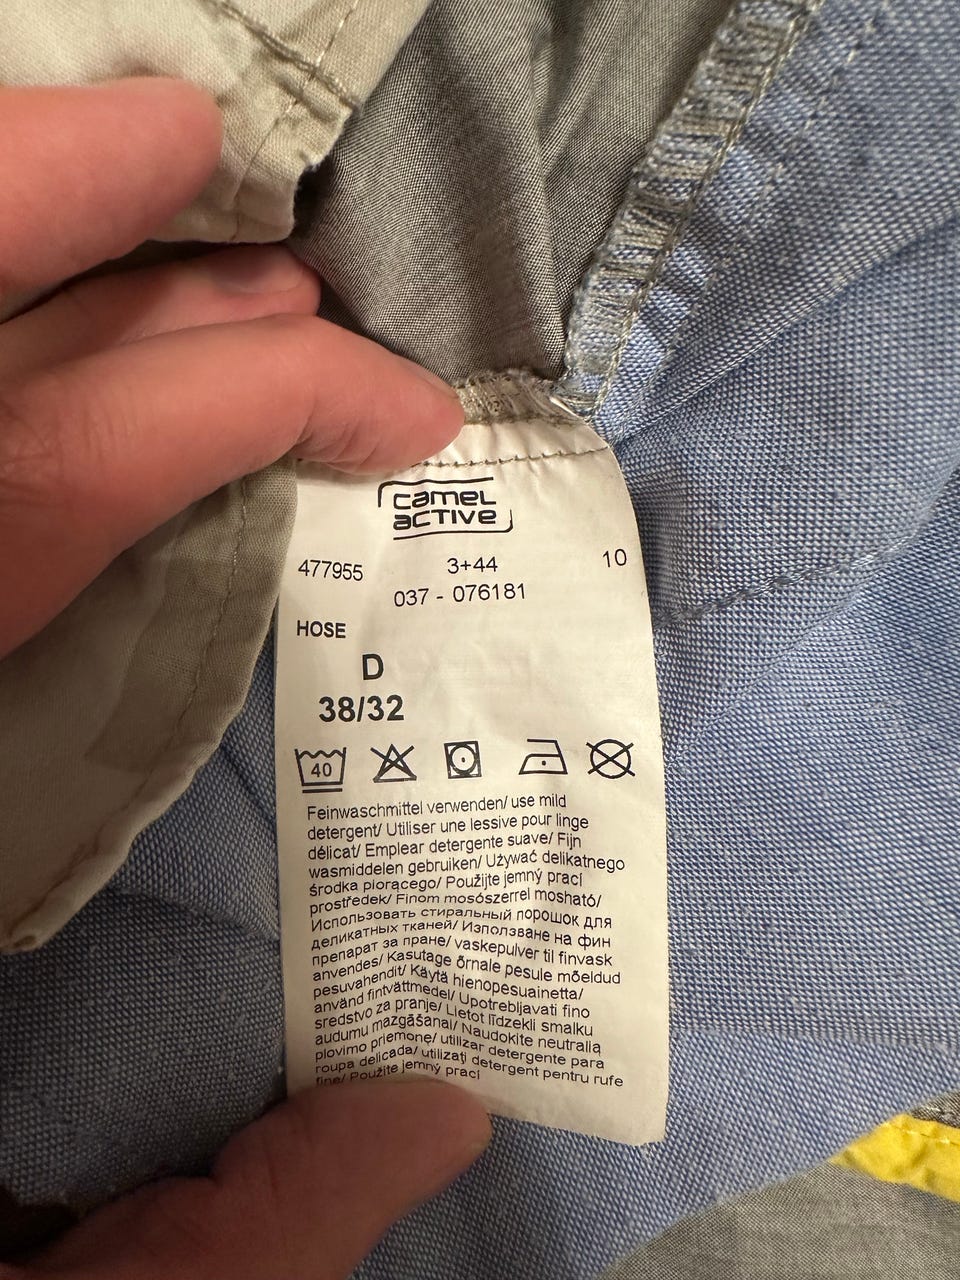 camel
active
477955 3+44 10
037 - 076181
HOSE
D
38/32
40
Feinwaschmittel verwenden/ use mild
detergent/ Utiliser une lessive pour linge
délicat/ Emplear detergente suave/ Fijn
wasmiddelen gebruiken/ Używać delikatnego
środka piorącego/ Použijte jemný prací
prostředek/ Finom mosószerrel mosható/
Использовать стиральный порошок для
деликатных тканей/ Използване на фин
препарат за пране/ vaskepulver til finvask
anvendes/ Kasutage õrnale pesule mõeldud
pesuvahendit/ Käytä hienopesuainetta/
använd fintvättmedel/ Upotrebljavati fino
sredstvo za pranje/ Lietot līdzekli smalku
audumu mazgāšanai/ Naudokite neutralią
plovimo priemonę/ utilizar detergente para
roupa delicada/ utilizaţi detergent pentru rufe
fine/ Použite jemný prací